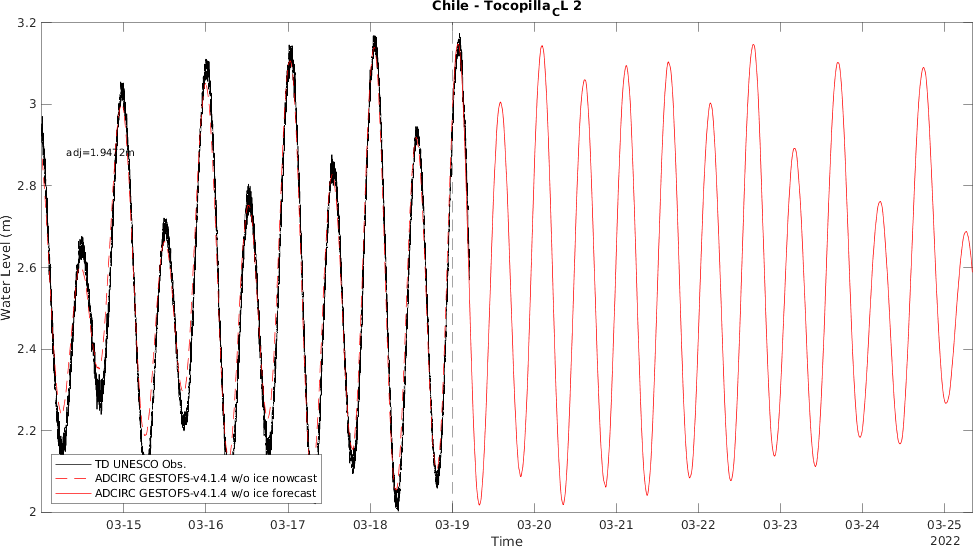 Chile - Tocopilla_CL 2
3.2
3
2.8
2.6
2.4
2.2
2
Water Level (m)
adj=1.9472m
TD UNESCO Obs.
ADCIRC GESTOFS-v4.1.4 w/o ice nowcast
ADCIRC GESTOFS-v4.1.4 w/o ice forecast
03-15 03-16 03-17 03-18 03-19 03-20 03-21 03-22 03-23 03-24 03-25
Time
2022